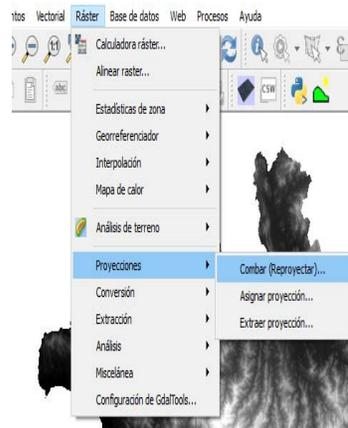 ntos Vectorial Ráster Base de datos Web Procesos Ayuda
Calculadora ráster...
Alinear raster...
abc
CSW
Estadísticas de zona
Georreferenciador
Interpolación
Mapa de calor
Análisis de terreno
Proyecciones
Combar (Reproyectar)...
Conversión
Asignar proyección...
Extracción
Extraer proyección...
Análisis
Miscelánea
Configuración de GdalTools...